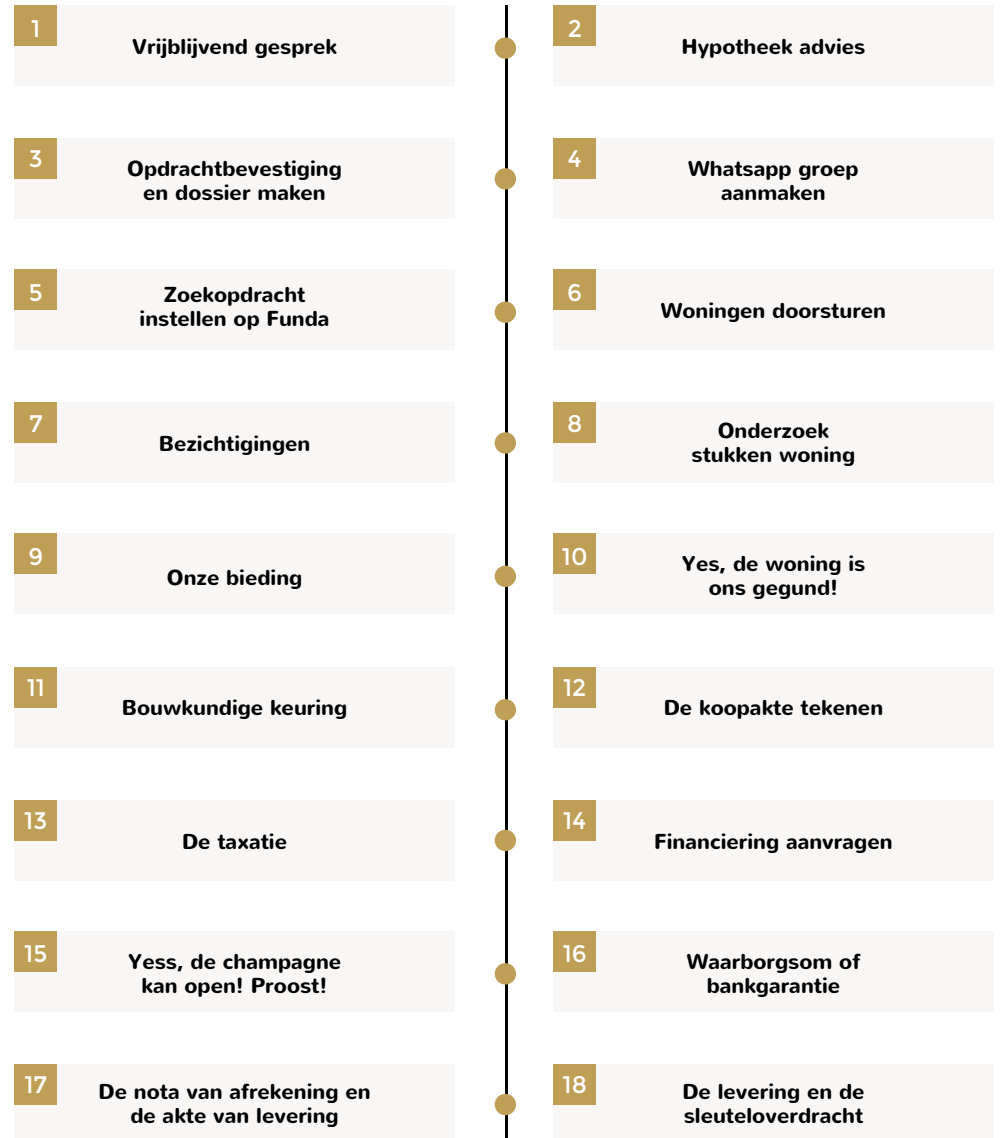 1
Vrijblijvend gesprek
2
Hypotheek advies
3
Opdrachtbevestiging
en dossier maken
4
Whatsapp groep
aanmaken
5
Zoekopdracht
instellen op Funda
6
Woningen doorsturen
7
Bezichtigingen
8
Onderzoek
stukken woning
9
Onze bieding
10
Yes, de woning is
ons gegund!
11
Bouwkundige keuring
12
De koopakte tekenen
13
De taxatie
14
Financiering aanvragen
15
Yess, de champagne
kan open! Proost!
16
Waarborgsom of
bankgarantie
17
De nota van afrekening en
de akte van levering
18
De levering en de
sleuteloverdracht